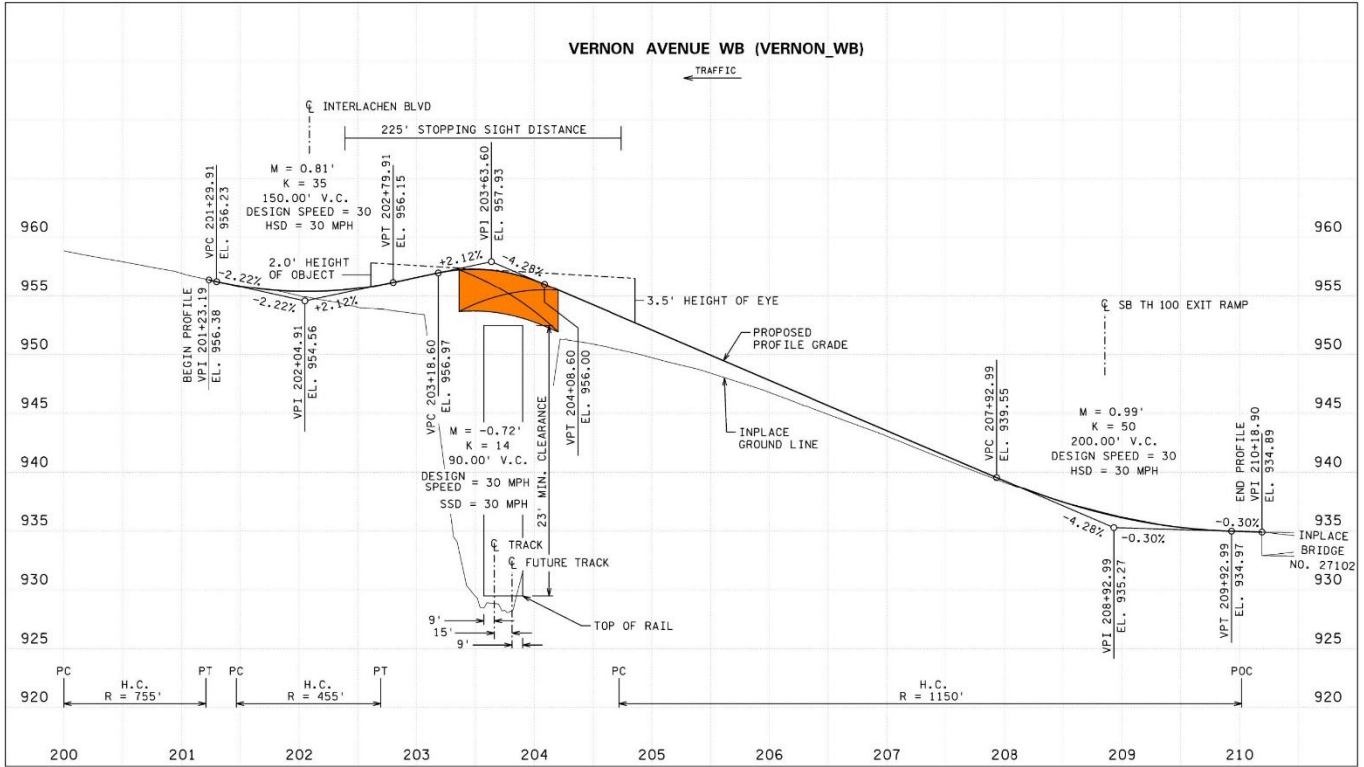 VERNON AVENUE WB (VERNON_WB)
TRAFFIC
℄ INTERLACHEN BLVD
225' STOPPING SIGHT DISTANCE
M = 0.81'
K = 35
150.00' V.C.
DESIGN SPEED = 30
HSD = 30 MPH
VPC 201+29.91
EL. 956.23
VPT 202+79.91
EL. 956.15
VPI 203+63.60
EL. 957.93
2.0' HEIGHT
OF OBJECT
-2.22%
-2.22%
+2.12%
+2.12%
-4.28%
3.5' HEIGHT OF EYE
℄ SB TH 100 EXIT RAMP
BEGIN PROFILE
VPI 201+23.19
EL. 956.38
VPI 202+04.91
EL. 954.56
VPC 203+18.60
EL. 956.97
VPT 204+08.60
EL. 956.00
PROPOSED
PROFILE GRADE
INPLACE
GROUND LINE
M = -0.72'
K = 14
90.00' V.C.
DESIGN
SPEED = 30 MPH
SSD = 30 MPH
23' MIN. CLEARANCE
℄ TRACK
℄ FUTURE TRACK
TOP OF RAIL
9'
15'
9'
VPC 207+92.99
EL. 939.55
M = 0.99'
K = 50
200.00' V.C.
DESIGN SPEED = 30
HSD = 30 MPH
END PROFILE
VPI 210+18.90
EL. 934.89
-4.28%
-0.30%
-0.30%
VPI 208+92.99
EL. 935.27
VPT 209+92.99
EL. 934.97
INPLACE
BRIDGE
NO. 27102
960
955
950
945
940
935
930
925
920
960
955
950
945
940
935
930
925
920
PC
H.C.
R = 755'
PT
PC
H.C.
R = 455'
PT
PC
H.C.
R = 1150'
POC
200 201 202 203 204 205 206 207 208 209 210